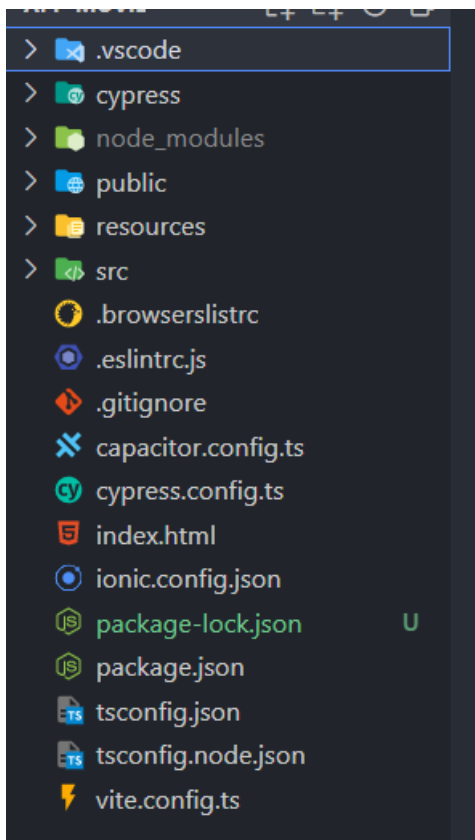 .vscode
cypress
node_modules
public
resources
src
.browserslistrc
.eslintrc.js
.gitignore
capacitor.config.ts
cypress.config.ts
index.html
ionic.config.json
package-lock.json U
package.json
tsconfig.json
tsconfig.node.json
vite.config.ts